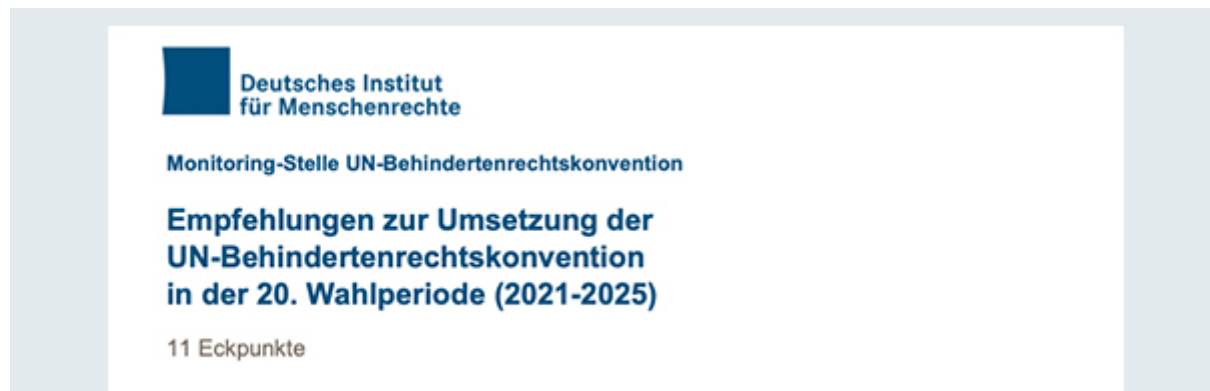 Deutsches Institut
für Menschenrechte
Monitoring-Stelle UN-Behindertenrechtskonvention
Empfehlungen zur Umsetzung der
UN-Behindertenrechtskonvention
in der 20. Wahlperiode (2021-2025)
11 Eckpunkte